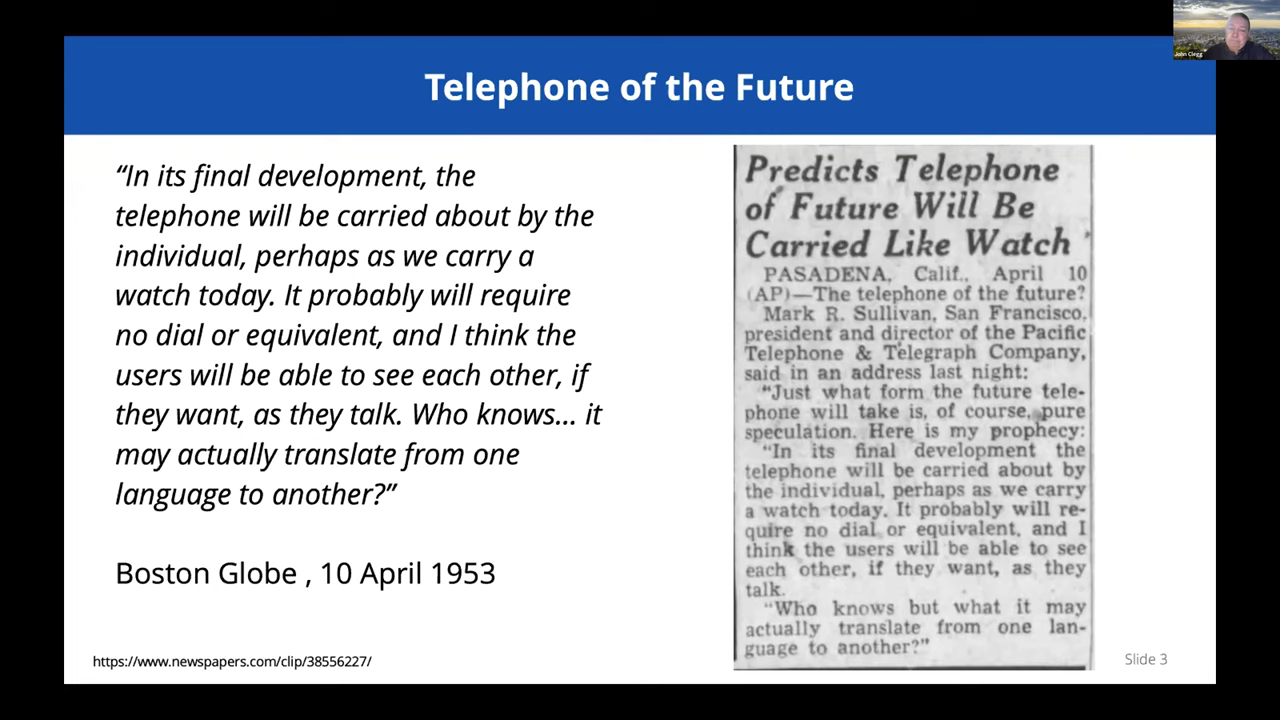 Telephone of the Future
“In its final development, the
telephone will be carried about by the
individual, perhaps as we carry a
watch today. It probably will require
no dial or equivalent, and I think the
users will be able to see each other, if
they want, as they talk. Who knows... it
may actually translate from one
language to another?”
Boston Globe , 10 April 1953
https://www.newspapers.com/clip/38556227/
Predicts Telephone
of Future Will Be
Carried Like Watch
PASADENA, Calif., April 10
(AP)—The telephone of the future?
Mark R. Sullivan, San Francisco,
president and director of the Pacific
Telephone & Telegraph Company,
said in an address last night:
“Just what form the future tele-
phone will take is, of course, pure
speculation. Here is my prophecy:
“In its final development the
telephone will be carried about by
the individual, perhaps as we carry
a watch today. It probably will re-
quire no dial or equivalent, and I
think the users will be able to see
each other, if they want, as they
talk.
“Who knows but what it may
actually translate from one lan-
guage to another?”
Slide 3
John Clegg